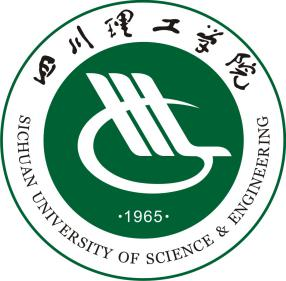 四川理工学院
·1965·
SICHUAN UNIVERSITY OF SCIENCE & ENGINEERING